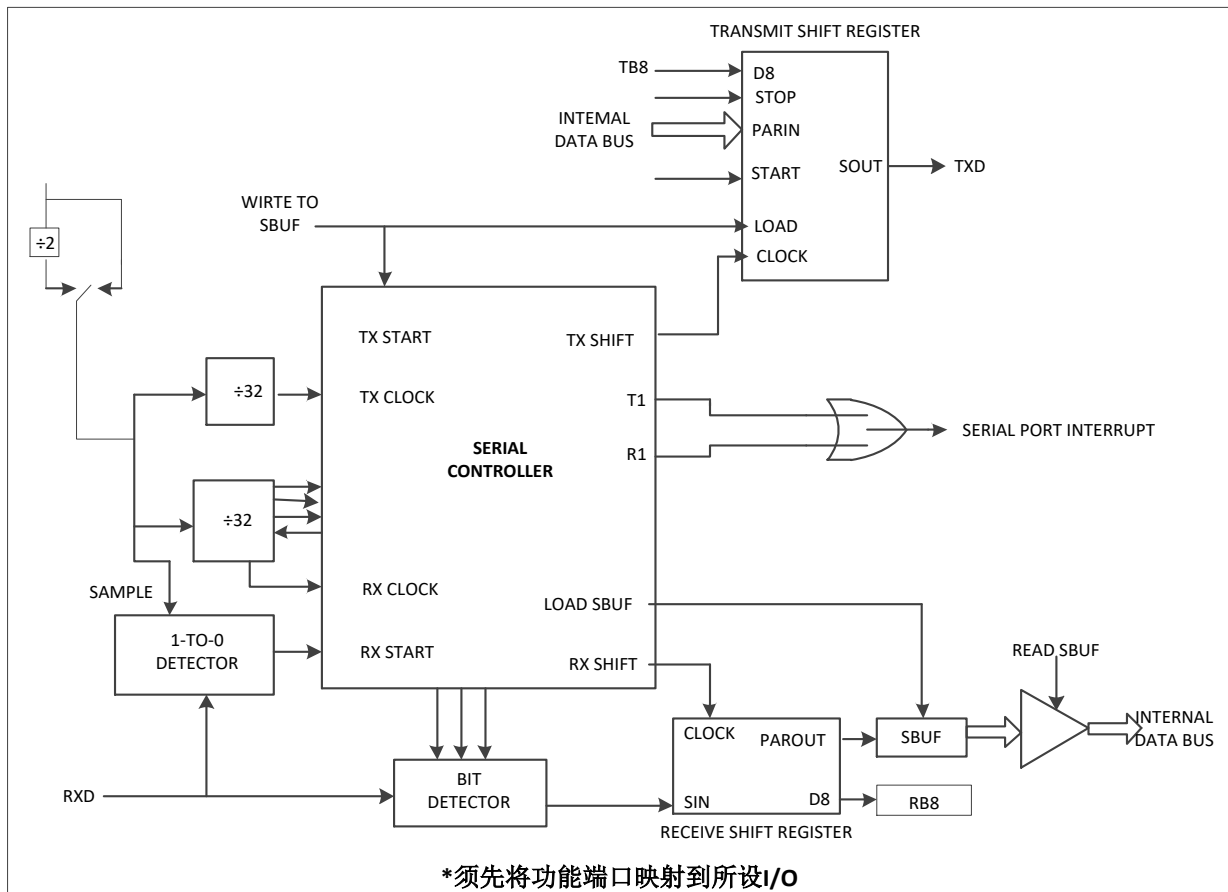 TRANSMIT SHIFT REGISTER
TB8
D8
STOP
INTEMAL
DATA BUS
PARIN
START
SOUT
TXD
WIRTE TO
SBUF
LOAD
CLOCK
÷2
TX START
TX SHIFT
÷32
TX CLOCK
T1
SERIAL PORT INTERRUPT
SERIAL
CONTROLLER
R1
÷32
SAMPLE
RX CLOCK
LOAD SBUF
1-TO-0
DETECTOR
RX START
RX SHIFT
READ SBUF
CLOCK
PAROUT
SBUF
INTERNAL
DATA BUS
RXD
BIT
DETECTOR
SIN
D8
RB8
RECEIVE SHIFT REGISTER
*须先将功能端口映射到所设I/O